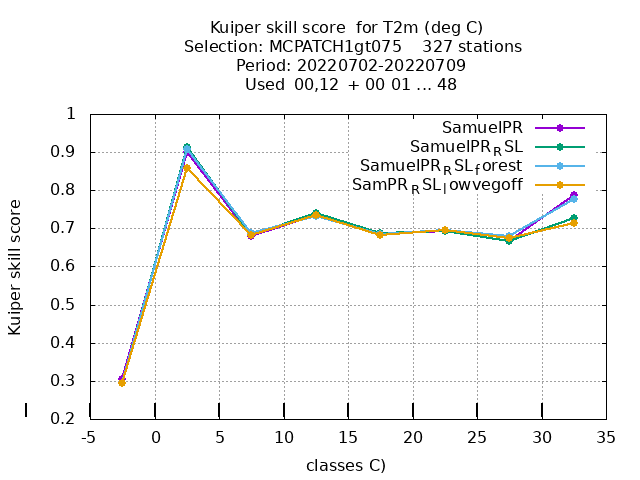 Kuiper skill score  for T2m (deg C)
Selection: MCPATCH1gt075    327 stations
Period: 20220702-20220709
Used  00,12  + 00 01 ... 48
SamuelPR
SamuelPR_RSL
SamuelPR_RSL_forest
SamPR_RSL_lowvegoff
1
0.9
0.8
0.7
0.6
0.5
0.4
0.3
0.2
Kuiper skill score
-5 0 5 10 15 20 25 30 35
classes C)